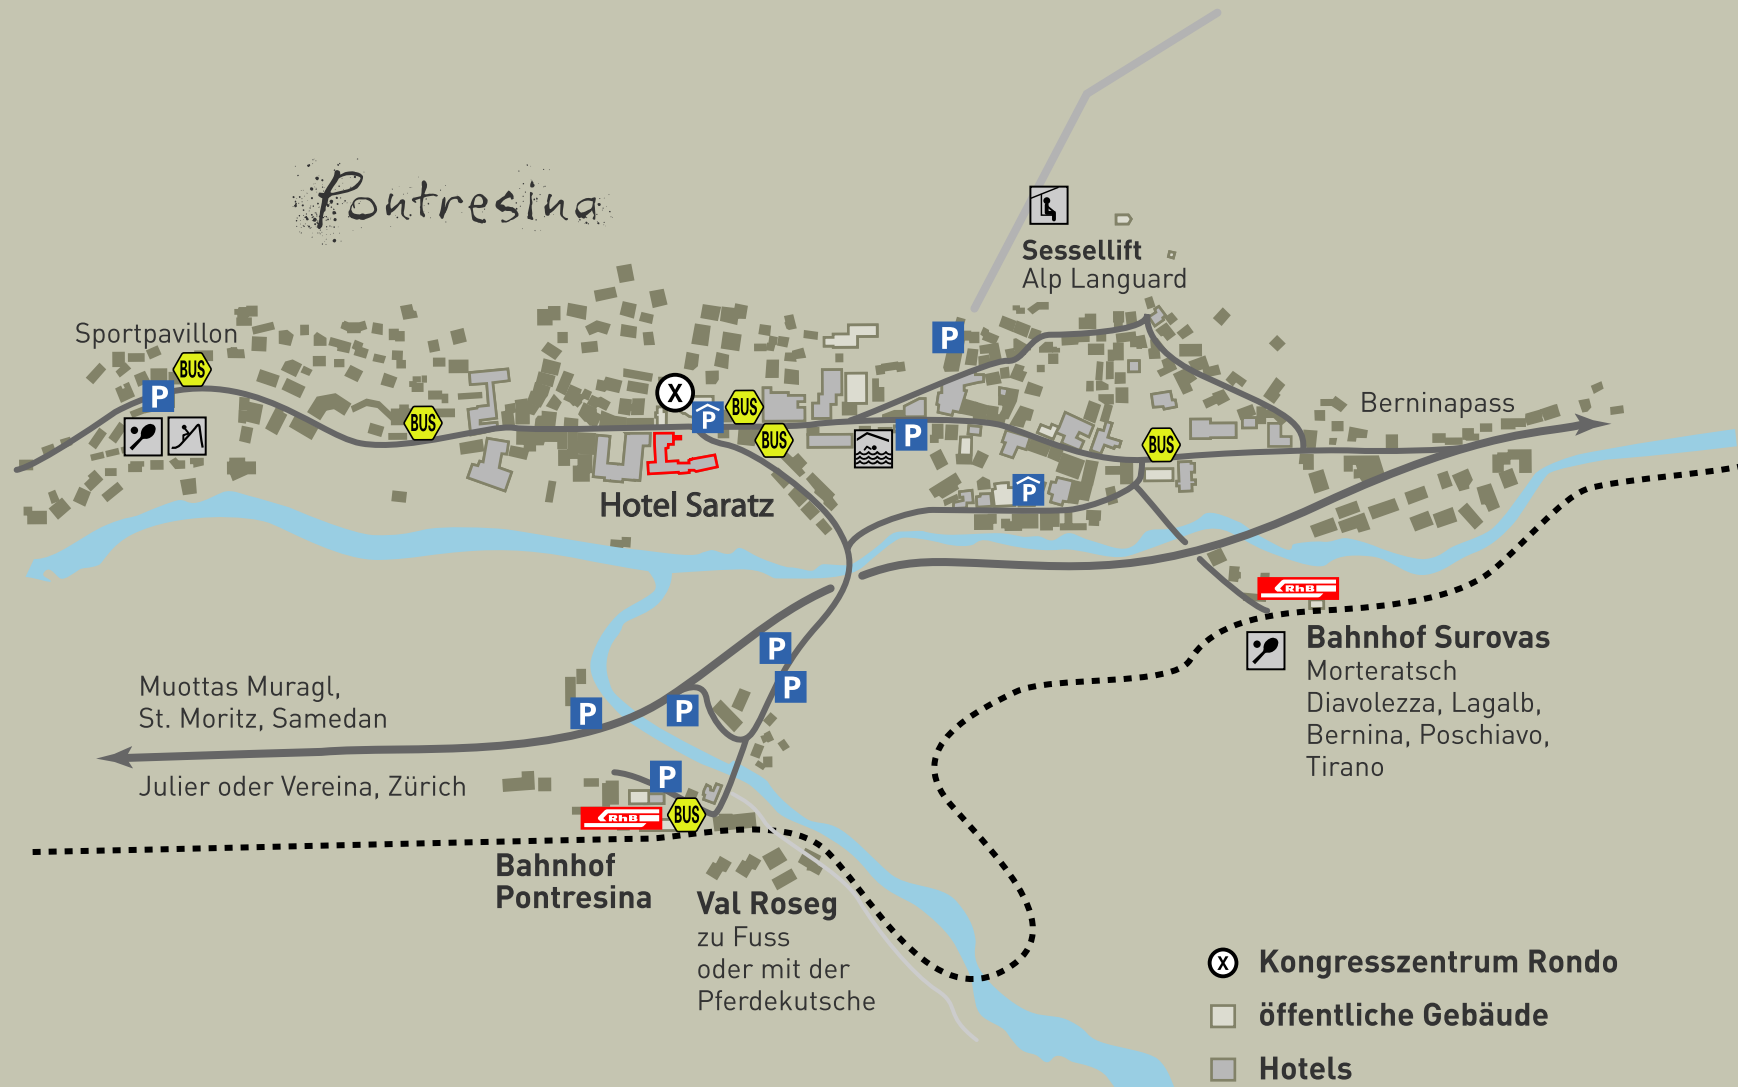 Pontresina
Sessellift
Alp Languard
Sportpavillon
BUS
P
P
Berninapass
P
X
P
BUS
BUS
BUS
P
BUS
P
Hotel Saratz
RhB
Bahnhof Surovas
Morteratsch
Diavolezza, Lagalb,
Bernina, Poschiavo,
Tirano
P
P
P
P
Muottas Muragl,
St. Moritz, Samedan
Julier oder Vereina, Zürich
P
RhB
BUS
Bahnhof
Pontresina
Val Roseg
zu Fuss
oder mit der
Pferdekutsche
X Kongresszentrum Rondo
öffentliche Gebäude
Hotels